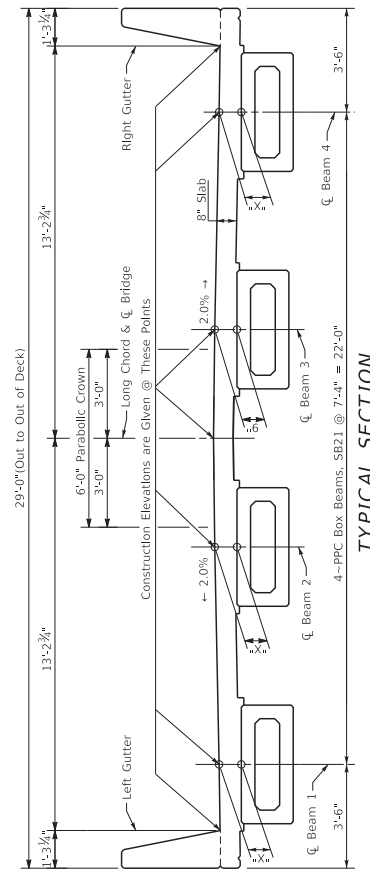 29'-0"(Out to Out of Deck)
1'-3¼"
13'-2¾"
13'-2¾"
1'-3¼"
6'-0" Parabolic Crown
3'-0"
3'-0"
Left Gutter
Long Chord & ℄ Bridge
Right Gutter
Construction Elevations are Given @ These Points
← 2.0%
2.0% →
8" Slab
"X"
"X"
9"
"X"
℄ Beam 1
℄ Beam 2
℄ Beam 3
℄ Beam 4
3'-6"
4~PPC Box Beams, SB21 @ 7'-4" = 22'-0"
3'-6"
TYPICAL SECTION